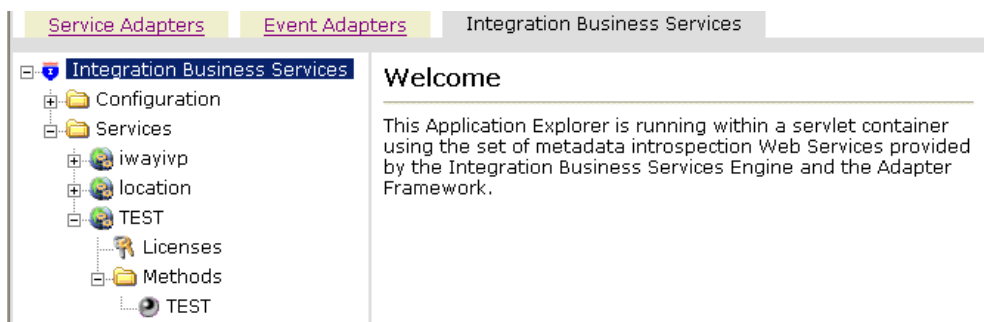 Service Adapters Event Adapters Integration Business Services
Integration Business Services
Configuration
Services
iwayivp
location
TEST
Licenses
Methods
TEST
Welcome
This Application Explorer is running within a servlet container
using the set of metadata introspection Web Services provided
by the Integration Business Services Engine and the Adapter
Framework.